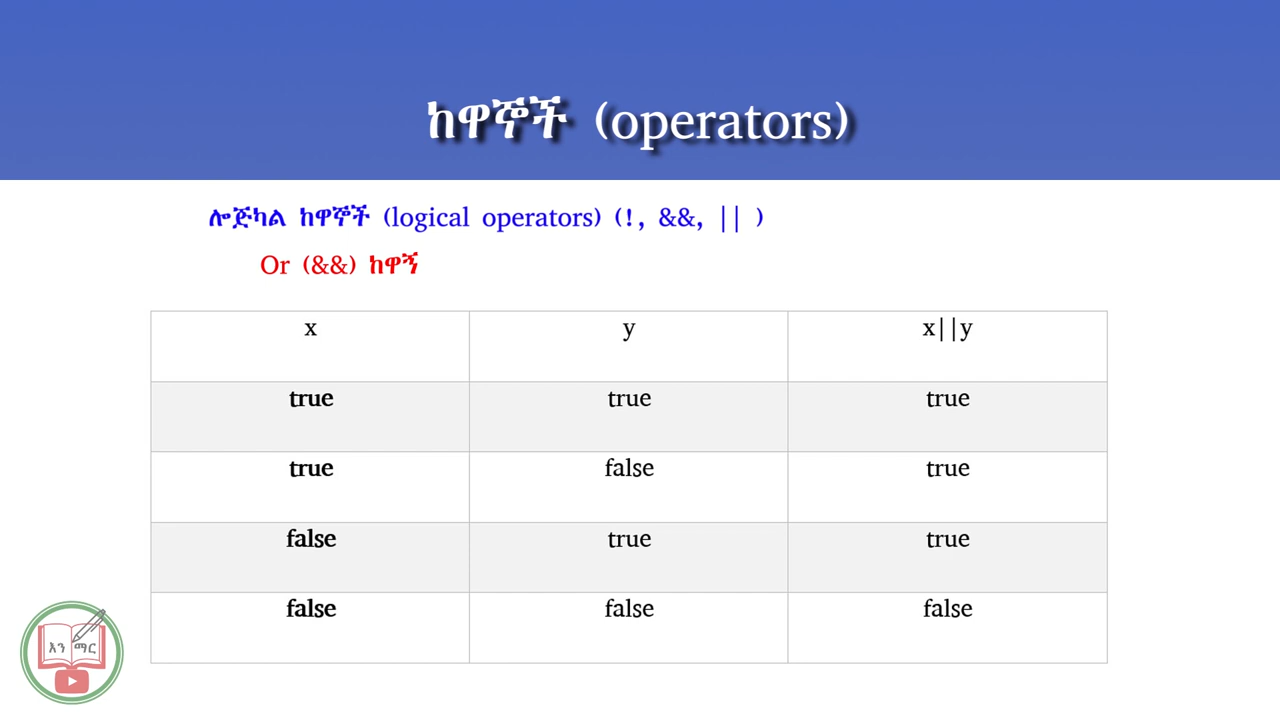 ከዋኞች (operators)
ሎጅካል ከዋኞች (logical operators) (!, &&, || )
Or (&&) ከዋኝ
x y x||y
true true true
true false true
false true true
false false false
እን ማር